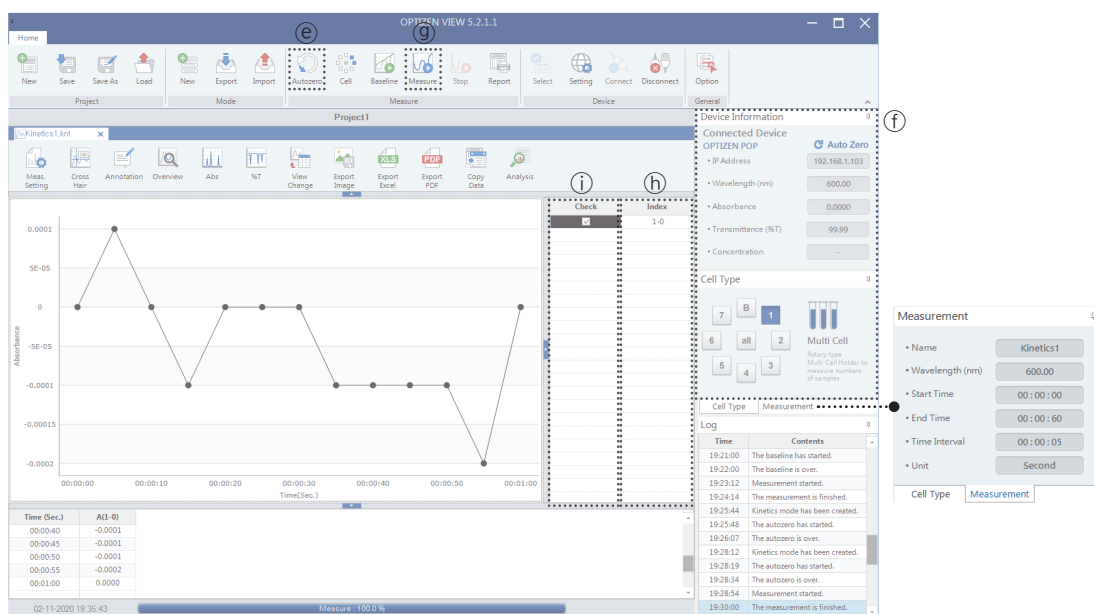 OPTIZEN VIEW 5.2.1.1
ⓔ ⓖ
Home
New Save Save As Load New Export Import Autozero Cell Baseline Measure Stop Report Select Setting Connect Disconnect Option
Project Mode Measure Device General
Project1
Kinetics1.knt x
Meas. Setting
Cross Hair
Annotation
Overview
Abs
%T
View Change
Export Image
XLS
Export Excel
PDF
Export PDF
Copy Data
Analysis
ⓘ ⓗ
Check Index
1-0
Absorbance
0.0001
5E-05
0
-5E-05
-0.0001
-0.00015
-0.0002
00:00:00 00:00:10 00:00:20 00:00:30 00:00:40 00:00:50 00:01:00
Time(Sec.)
Time (Sec.) A(1-0)
00:00:40 -0.0001
00:00:45 -0.0001
00:00:50 -0.0001
00:00:55 -0.0002
00:01:00 0.0000
02-11-2020 19:35:43
Measure : 100.0 %
ⓕ
Device Information
Connected Device
OPTIZEN POP Auto Zero
• IP Address 192.168.1.103
• Wavelength (nm) 600.00
• Absorbance 0.0000
• Transmittance (%T) 99.99
• Concentration -
Cell Type
7 B 1
6 all 2
5 4 3
Multi Cell
Rotary type
Multi Cell Holder to
measure numbers
of samples.
Cell Type Measurement
Log
Time Contents
19:21:00 The baseline has started.
19:22:00 The baseline is over.
19:23:12 Measurement started.
19:24:14 The measurement is finished.
19:25:44 Kinetics mode has been created.
19:25:48 The autozero has started.
19:26:07 The autozero is over.
19:28:12 Kinetics mode has been created.
19:28:19 The autozero has started.
19:28:34 The autozero is over.
19:28:54 Measurement started.
19:30:00 The measurement is finished.
Measurement
• Name Kinetics1
• Wavelength (nm) 600.00
• Start Time 00 : 00 : 00
• End Time 00 : 00 : 60
• Time Interval 00 : 00 : 05
• Unit Second
Cell Type Measurement